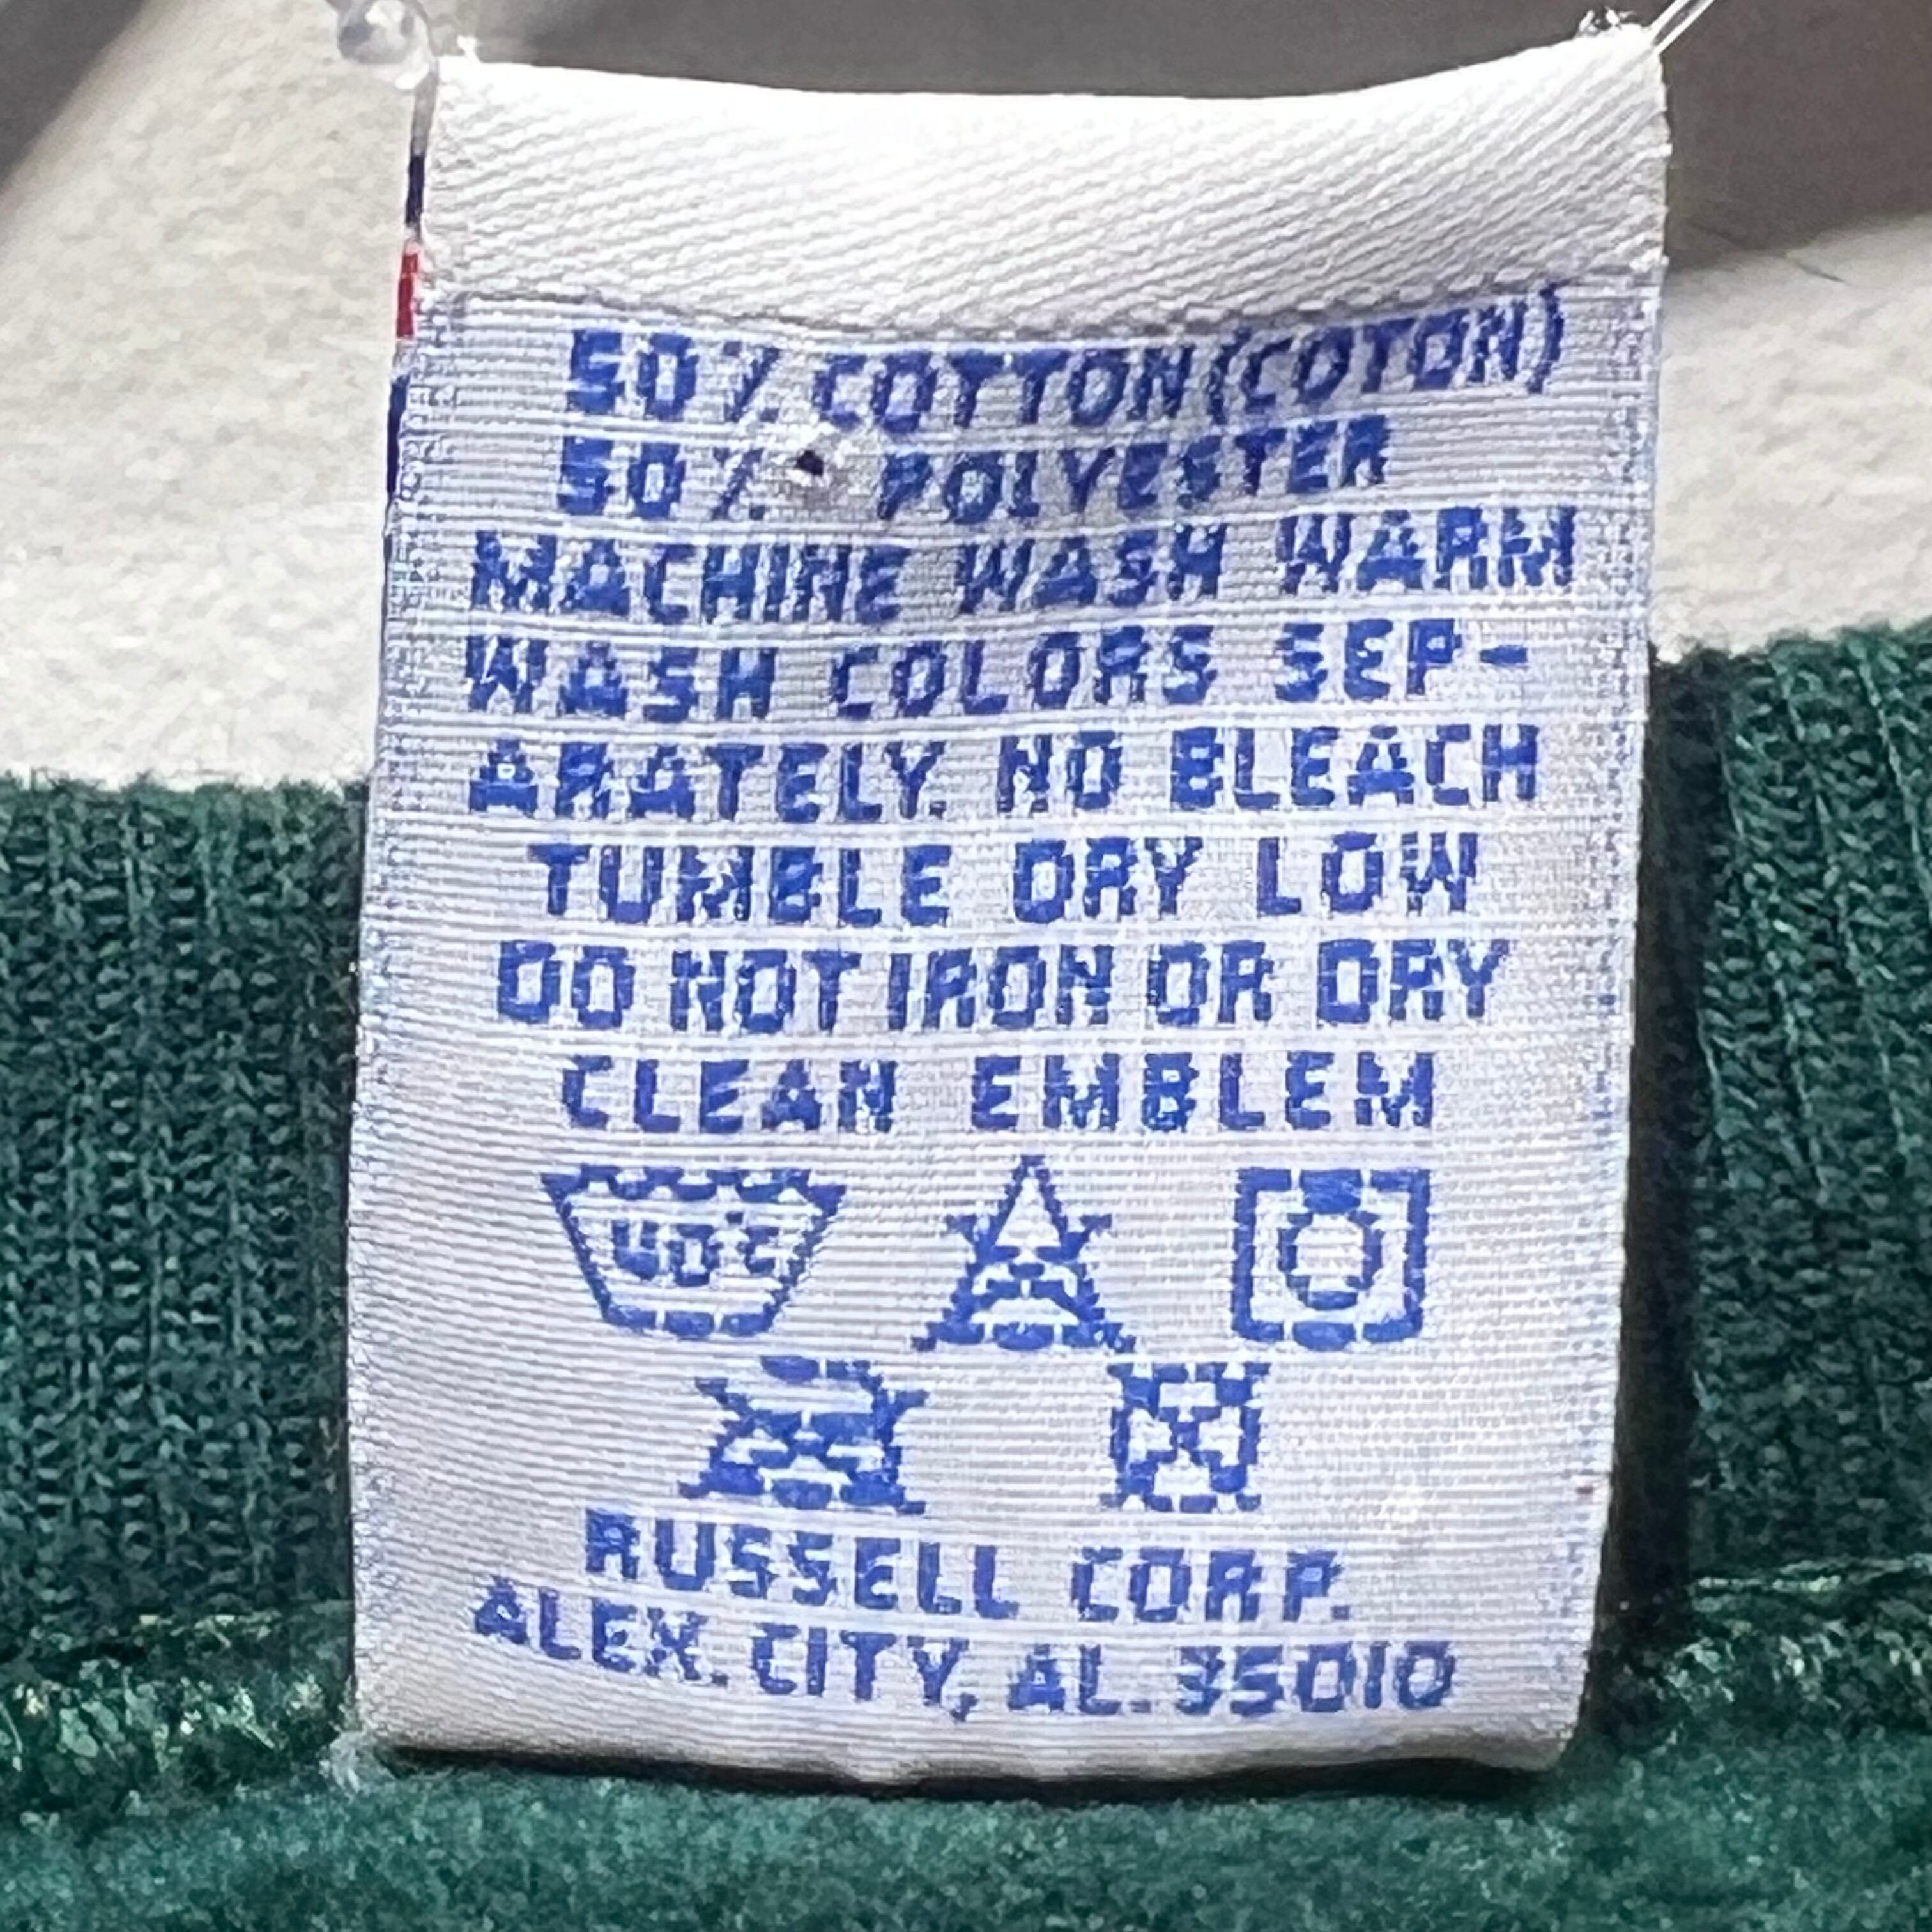 50% COTTON(COTON)
50% POLYESTER
MACHINE WASH WARM
WASH COLORS SEP-
ARATELY. NO BLEACH
TUMBLE DRY LOW
DO NOT IRON OR DRY
CLEAN EMBLEM
40°C
RUSSELL CORP.
ALEX. CITY, AL. 35010